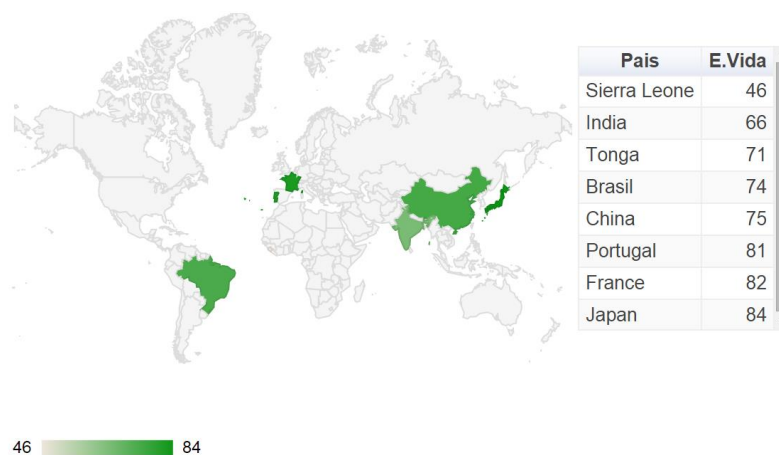 Pais E.Vida
Sierra Leone 46
India 66
Tonga 71
Brasil 74
China 75
Portugal 81
France 82
Japan 84
46 84